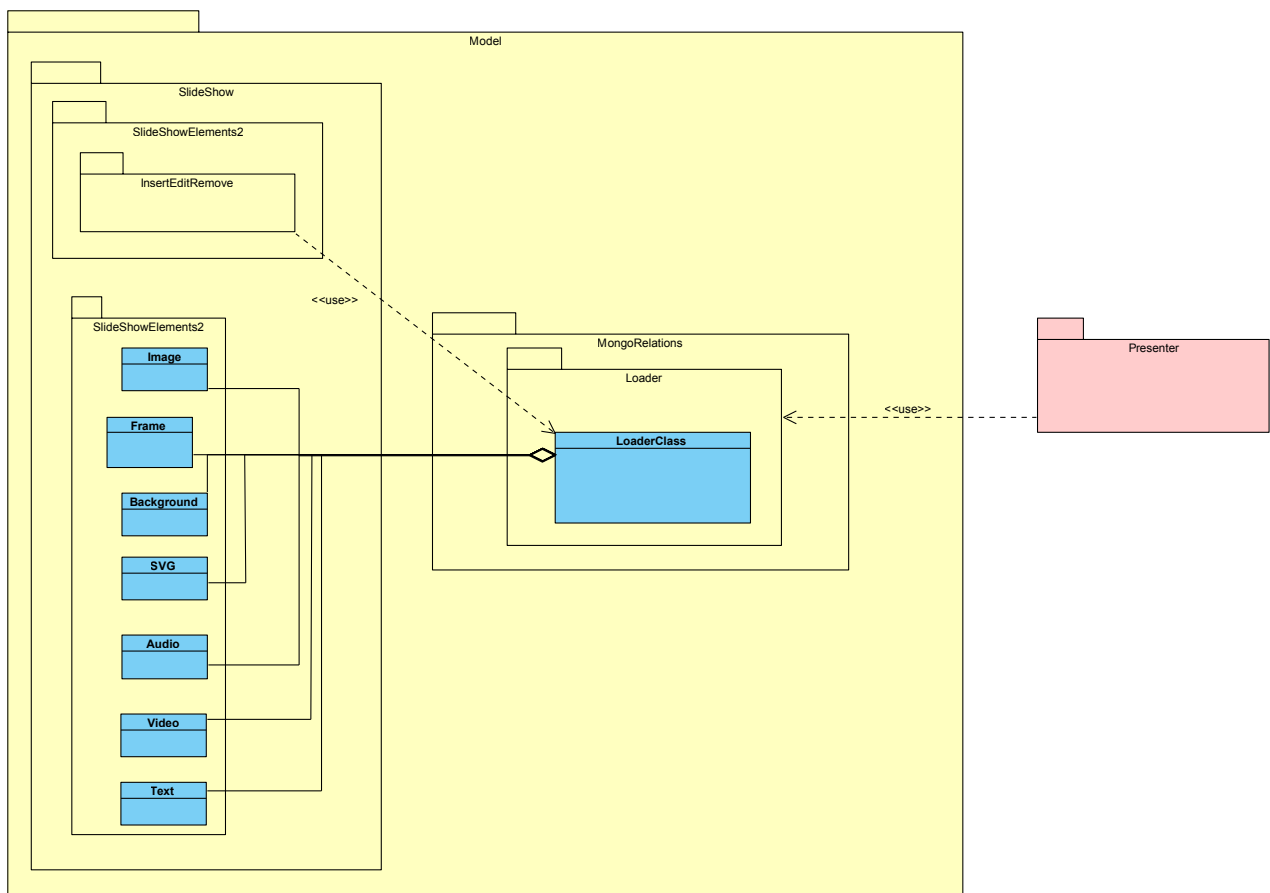 Model
SlideShow
SlideShowElements2
InsertEditRemove
<<use>>
SlideShowElements2
Image
Frame
Background
SVG
Audio
Video
Text
MongoRelations
Loader
LoaderClass
<<use>>
Presenter